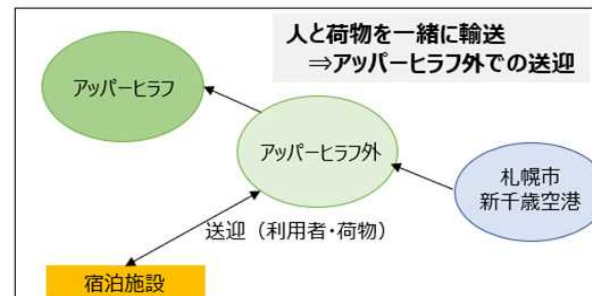 人と荷物を一緒に輸送
⇒アッパーヒラフ外での送迎
アッパーヒラフ
アッパーヒラフ外
札幌市
新千歳空港
送迎（利用者・荷物）
宿泊施設